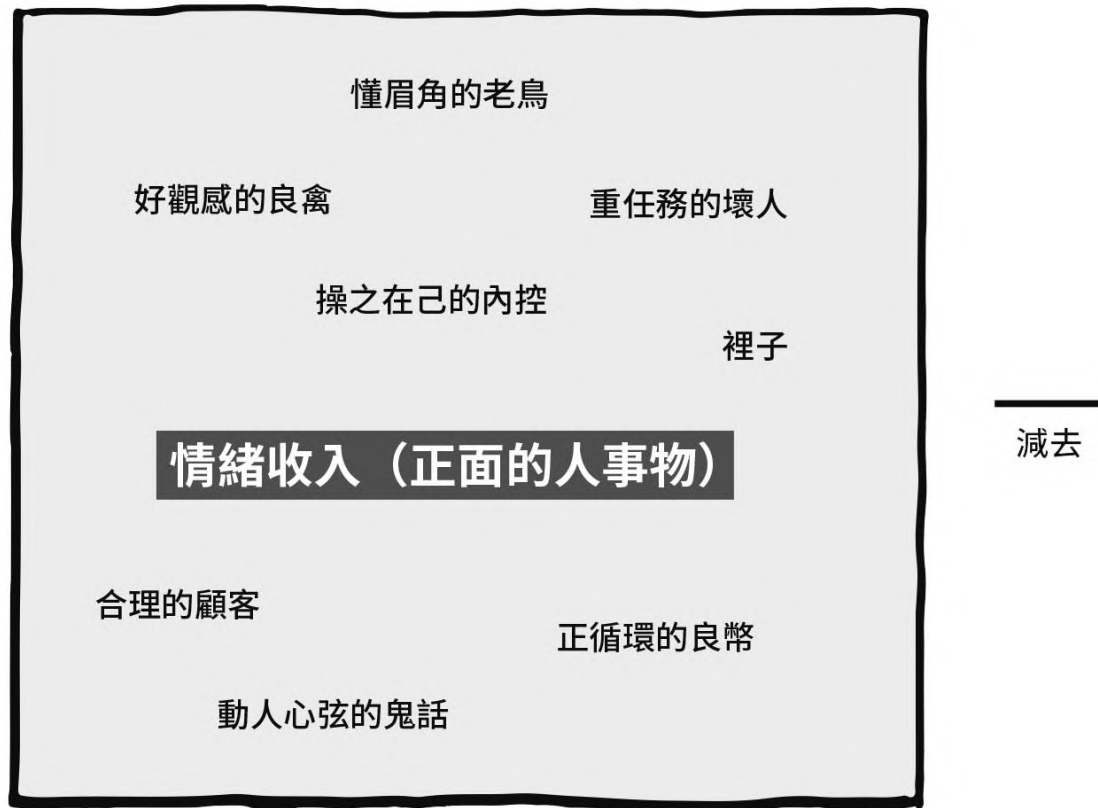 懂眉角的老鳥
好觀感的良禽
重任務的壞人
操之在己的內控
裡子
情緒收入（正面的人事物）
減去
合理的顧客
正循環的良幣
動人心弦的鬼話